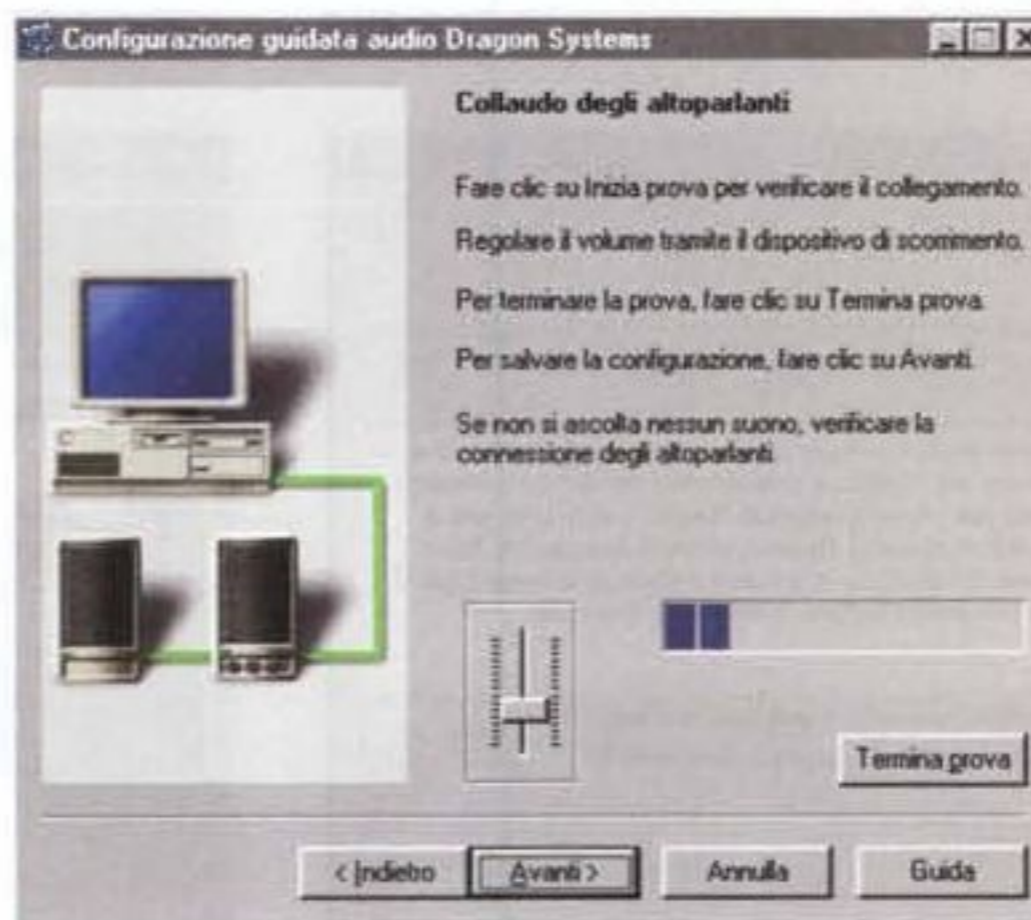 Configurazione guidata audio Dragon Systems
Collaudo degli altoparlanti
Fare clic su Inizia prova per verificare il collegamento.
Regolare il volume tramite il dispositivo di scorrimento.
Per terminare la prova, fare clic su Termina prova.
Per salvare la configurazione, fare clic su Avanti.
Se non si ascolta nessun suono, verificare la
connessione degli altoparlanti.
Termina prova
< Indietro
Avanti >
Annulla
Guida